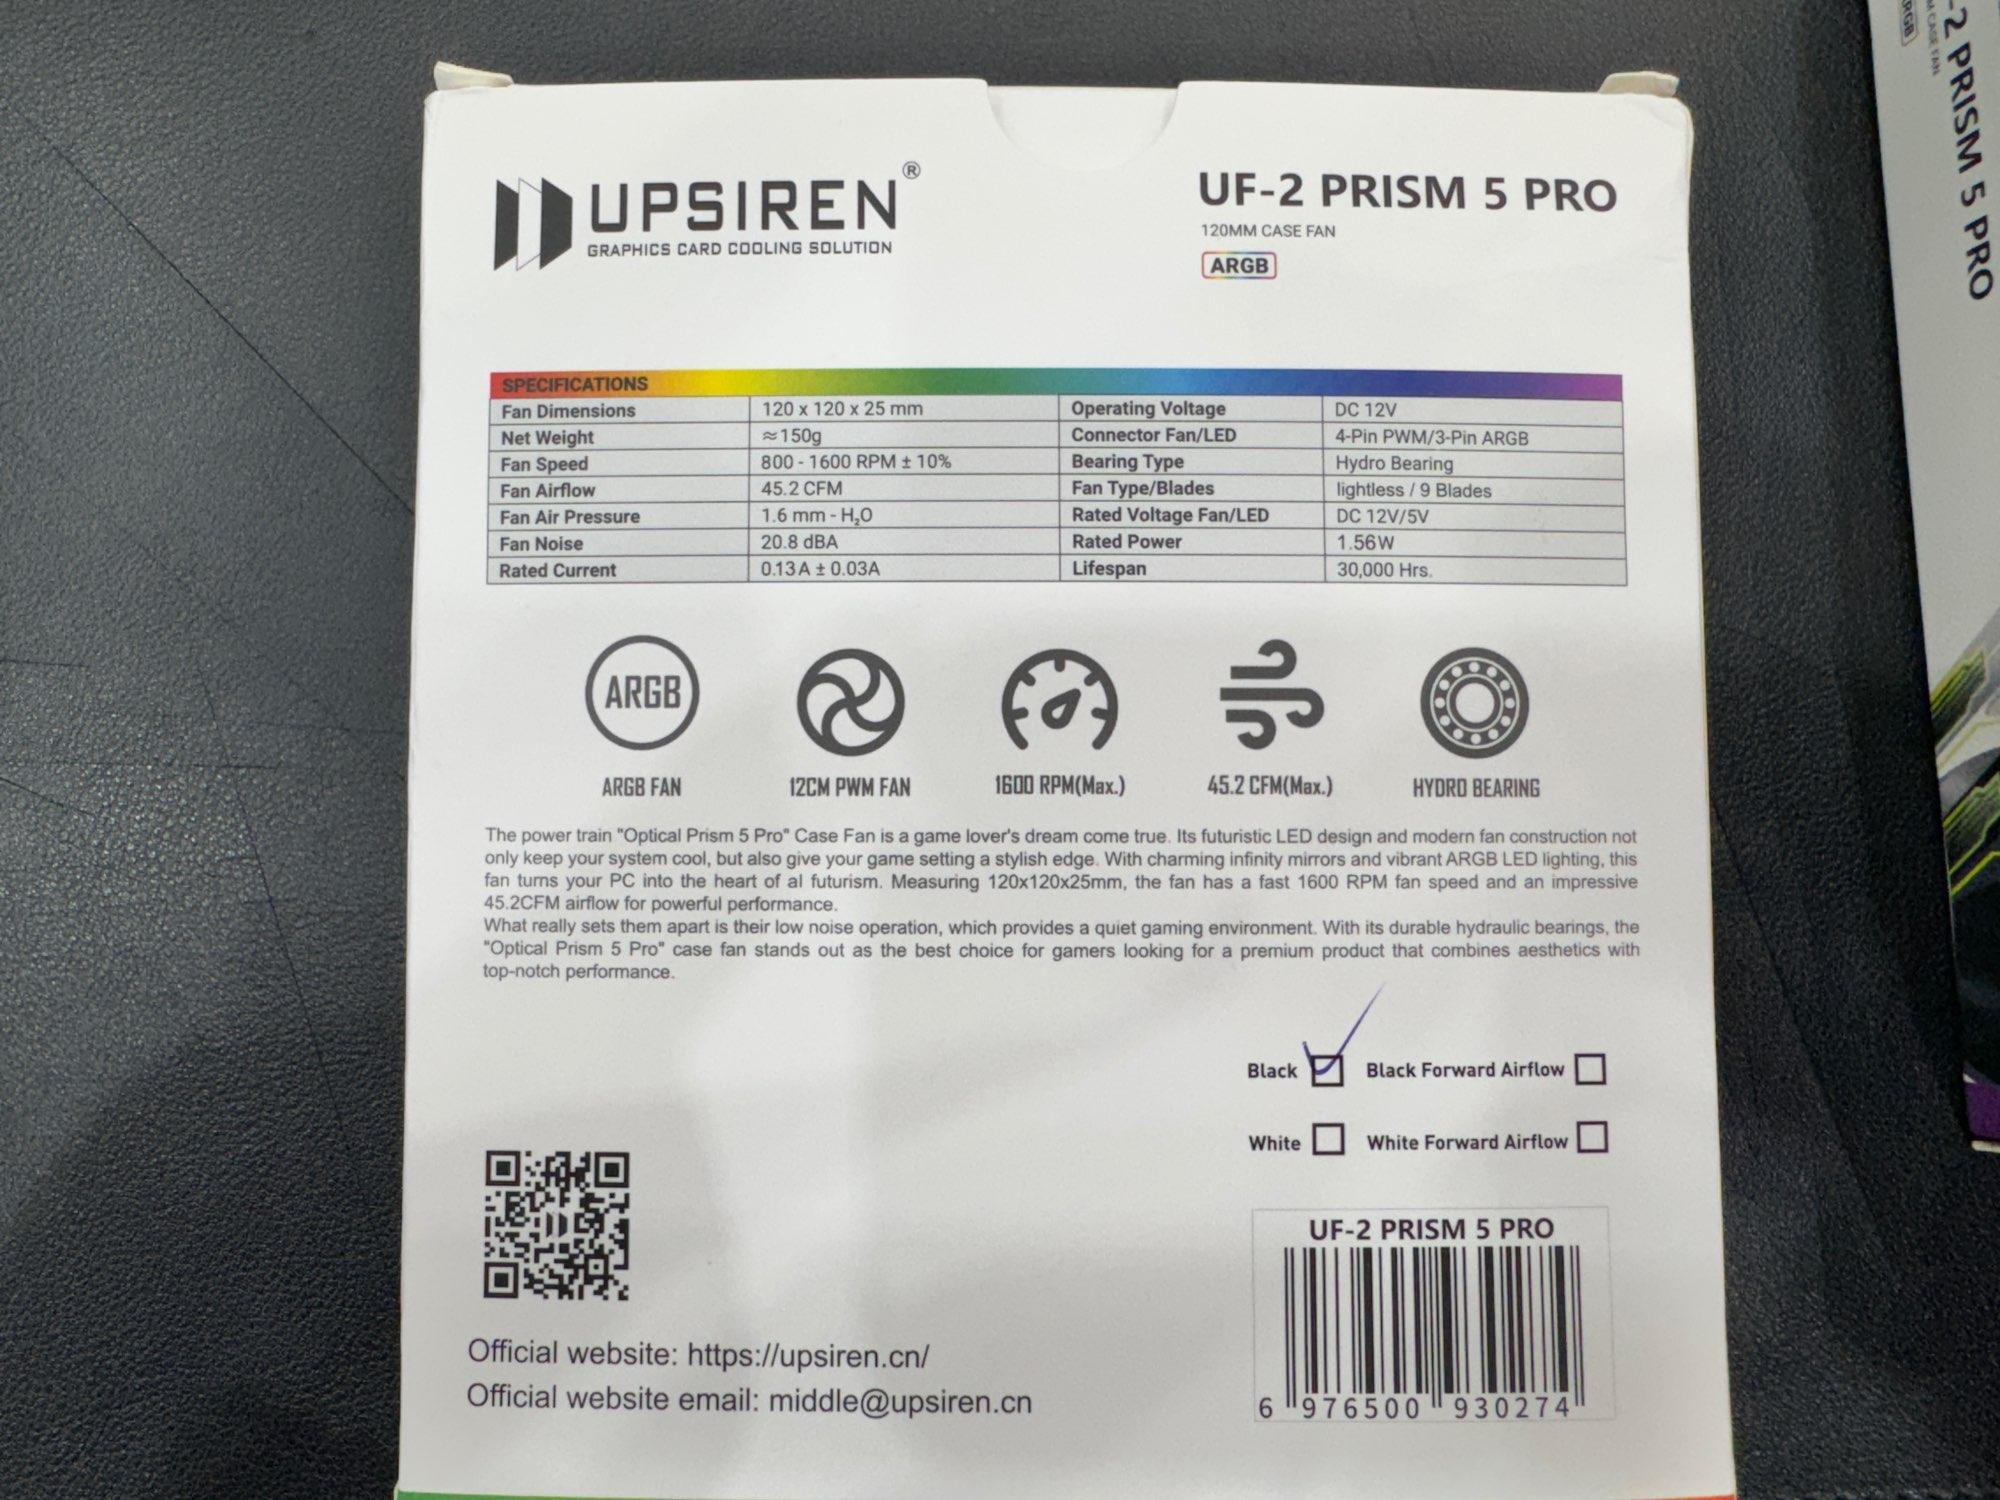 UPSIREN®
GRAPHICS CARD COOLING SOLUTION
UF-2 PRISM 5 PRO
120MM CASE FAN
ARGB
SPECIFICATIONS
Fan Dimensions 120 x 120 x 25 mm Operating Voltage DC 12V
Net Weight ≈150g Connector Fan/LED 4-Pin PWM/3-Pin ARGB
Fan Speed 800 - 1600 RPM ± 10% Bearing Type Hydro Bearing
Fan Airflow 45.2 CFM Fan Type/Blades lightless / 9 Blades
Fan Air Pressure 1.6 mm - H₂O Rated Voltage Fan/LED DC 12V/5V
Fan Noise 20.8 dBA Rated Power 1.56W
Rated Current 0.13A ± 0.03A Lifespan 30,000 Hrs.
ARGB
ARGB FAN 12CM PWM FAN 1600 RPM(Max.) 45.2 CFM(Max.) HYDRO BEARING
The power train "Optical Prism 5 Pro" Case Fan is a game lover's dream come true. Its futuristic LED design and modern fan construction not
only keep your system cool, but also give your game setting a stylish edge. With charming infinity mirrors and vibrant ARGB LED lighting, this
fan turns your PC into the heart of al futurism. Measuring 120x120x25mm, the fan has a fast 1600 RPM fan speed and an impressive
45.2CFM airflow for powerful performance.
What really sets them apart is their low noise operation, which provides a quiet gaming environment. With its durable hydraulic bearings, the
"Optical Prism 5 Pro" case fan stands out as the best choice for gamers looking for a premium product that combines aesthetics with
top-notch performance.
Black Black Forward Airflow
White White Forward Airflow
UF-2 PRISM 5 PRO
6 976500 930274
Official website: https://upsiren.cn/
Official website email: middle@upsiren.cn
-2 PRISM 5 PRO
M CASE FAN
RGB